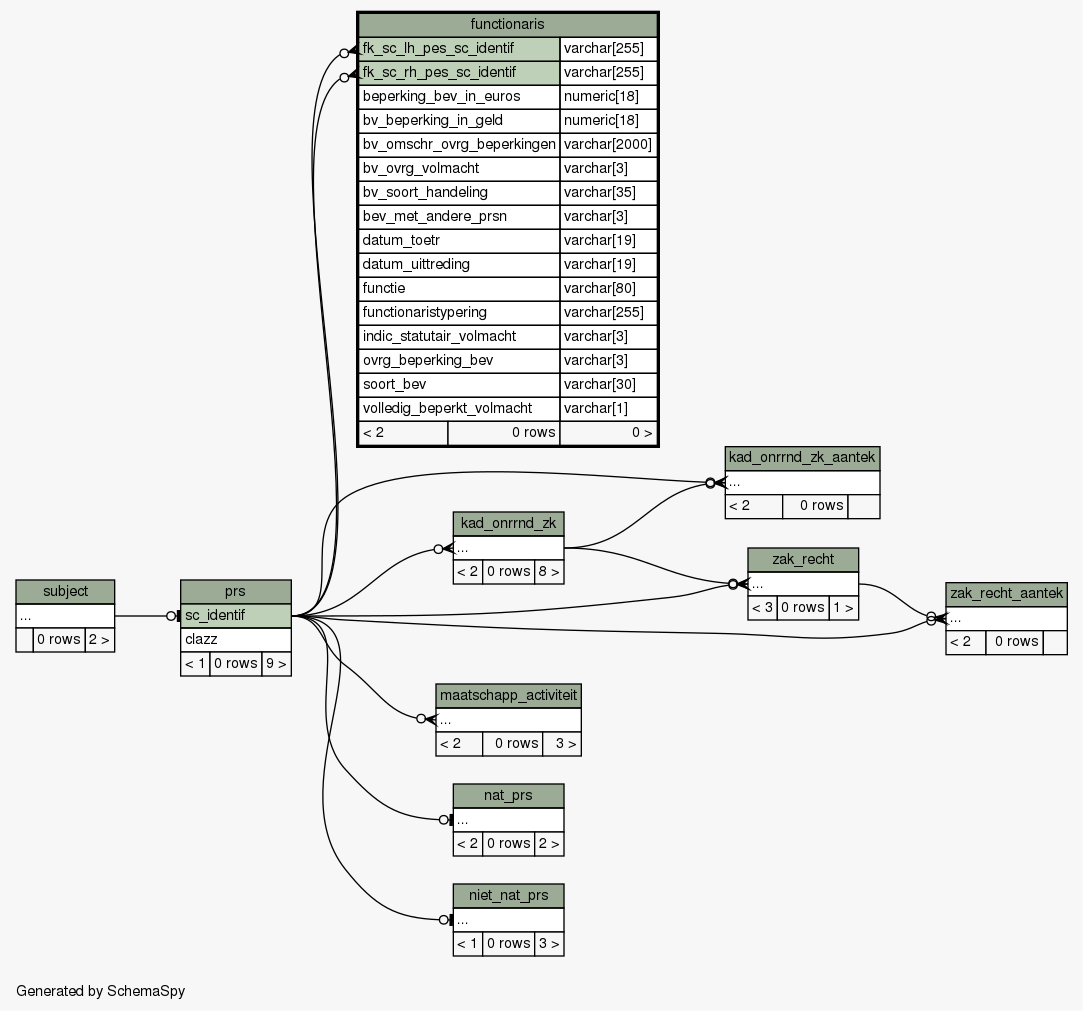 functionaris
fk_sc_lh_pes_sc_identif varchar[255]
fk_sc_rh_pes_sc_identif varchar[255]
beperking_bev_in_euros numeric[18]
bv_beperking_in_geld numeric[18]
bv_omschr_ovrg_beperkingen varchar[2000]
bv_ovrg_volmacht varchar[3]
bv_soort_handeling varchar[35]
bev_met_andere_prsn varchar[3]
datum_toetr varchar[19]
datum_uittreding varchar[19]
functie varchar[80]
functionaristypering varchar[255]
indic_statutair_volmacht varchar[3]
ovrg_beperking_bev varchar[3]
soort_bev varchar[30]
volledig_beperkt_volmacht varchar[1]
< 2 0 rows 0 >
kad_onrrnd_zk_aantek
...
< 2 0 rows
kad_onrrnd_zk
...
< 2 0 rows 8 >
zak_recht
...
< 3 0 rows 1 >
subject
...
0 rows 2 >
prs
sc_identif
clazz
< 1 0 rows 9 >
zak_recht_aantek
...
< 2 0 rows
maatschapp_activiteit
...
< 2 0 rows 3 >
nat_prs
...
< 2 0 rows 2 >
niet_nat_prs
...
< 1 0 rows 3 >
Generated by SchemaSpy